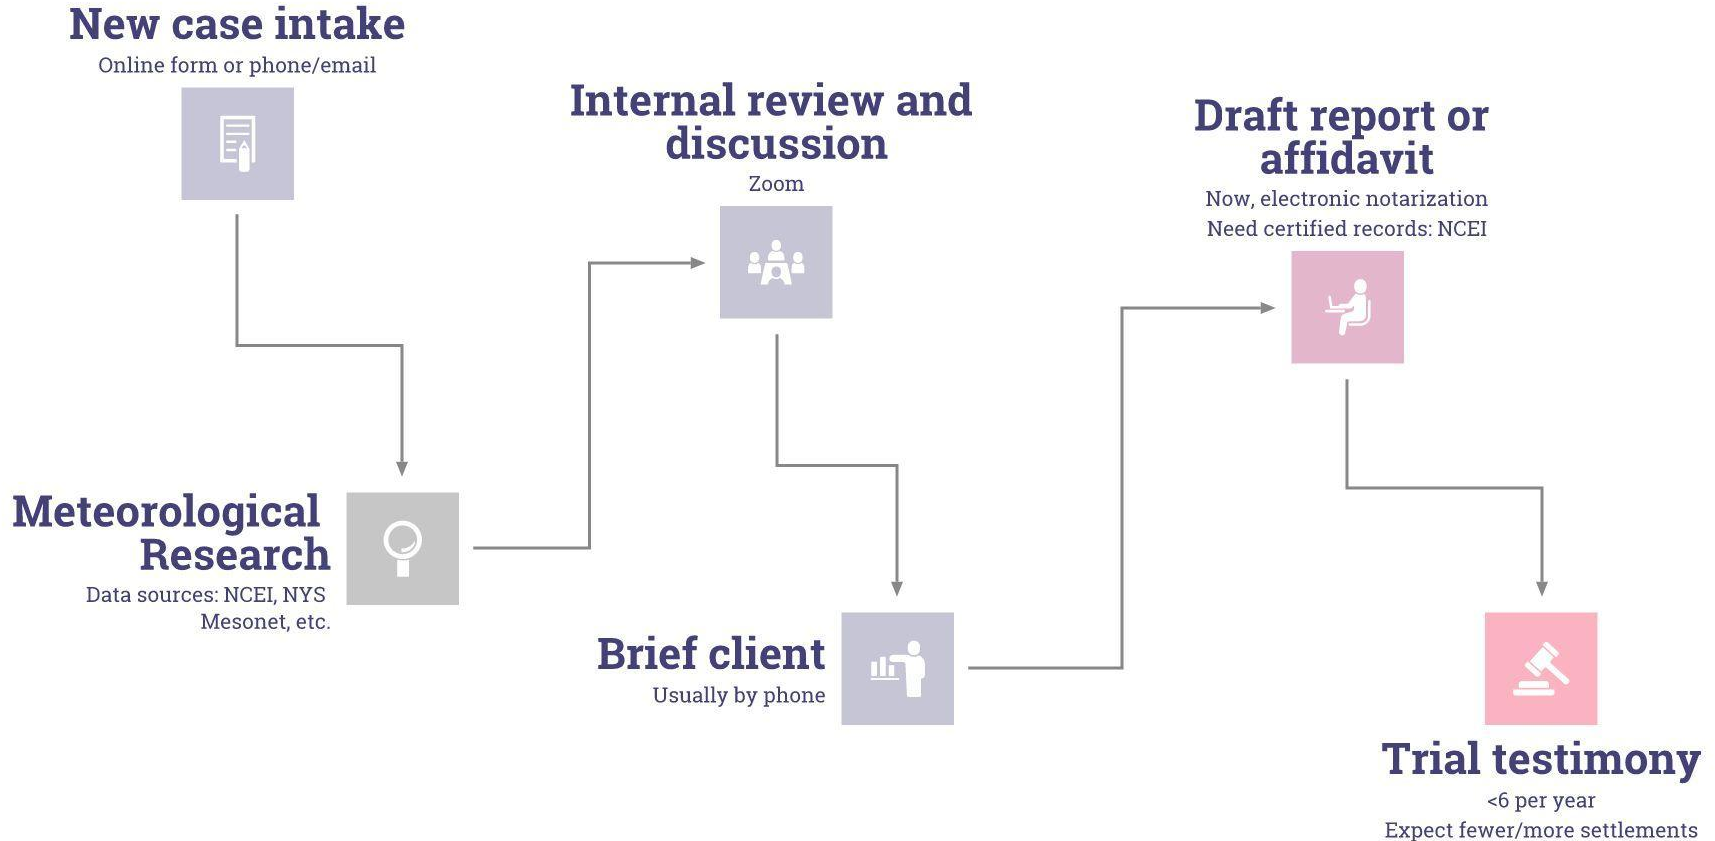 New case intake
Online form or phone/email
Meteorological
Research
Data sources: NCEI, NYS
Mesonet, etc.
Internal review and
discussion
Zoom
Brief client
Usually by phone
Draft report or
affidavit
Now, electronic notarization
Need certified records: NCEI
Trial testimony
<6 per year
Expect fewer/more settlements